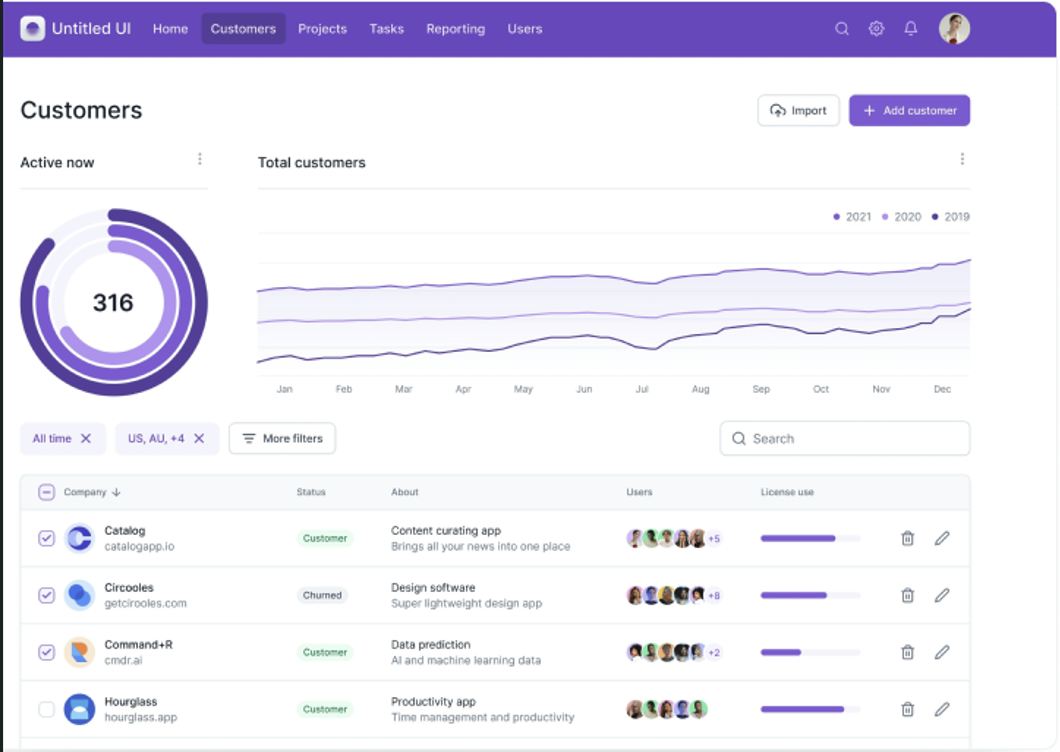 Untitled UI Home Customers Projects Tasks Reporting Users
Customers
Import
Add customer
Active now
316
Total customers
2021 2020 2019
Jan Feb Mar Apr May Jun Jul Aug Sep Oct Nov Dec
All time
US, AU, +4
More filters
Search
Company Status About Users License use
Catalog
catalogapp.io
Customer
Content curating app
Brings all your news into one place
+5
Circooles
getcirooles.com
Churned
Design software
Super lightweight design app
+8
Command+R
cmdr.ai
Customer
Data prediction
AI and machine learning data
+2
Hourglass
hourglass.app
Customer
Productivity app
Time management and productivity